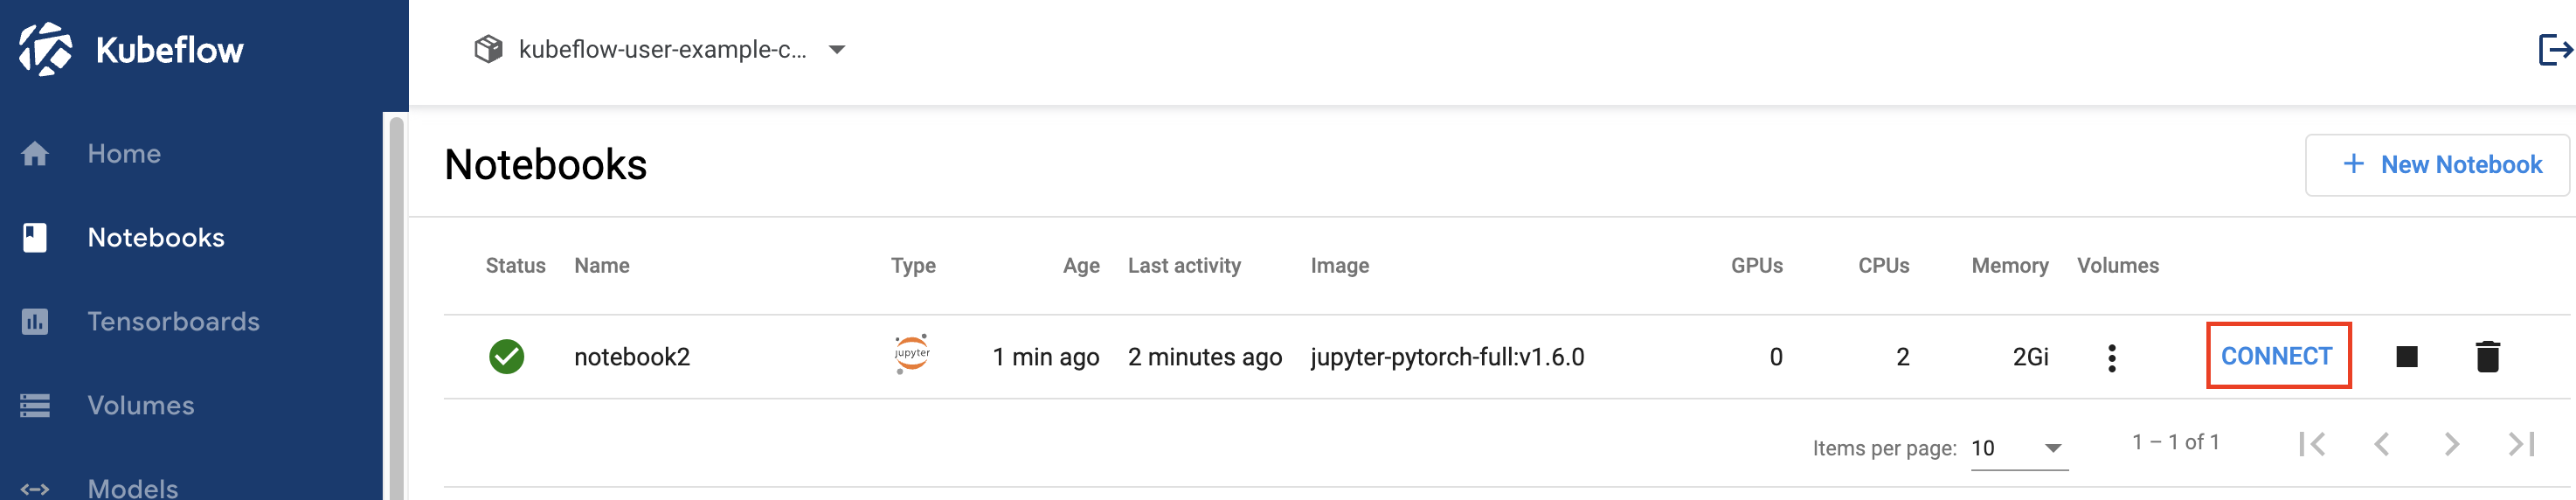 Kubeflow
kubeflow-user-example-c...
Home
Notebooks
Tensorboards
Volumes
Models
Notebooks
+ New Notebook
Status Name Type Age Last activity Image GPUs CPUs Memory Volumes
notebook2 jupyter 1 min ago 2 minutes ago jupyter-pytorch-full:v1.6.0 0 2 2Gi CONNECT
Items per page: 10 1 – 1 of 1